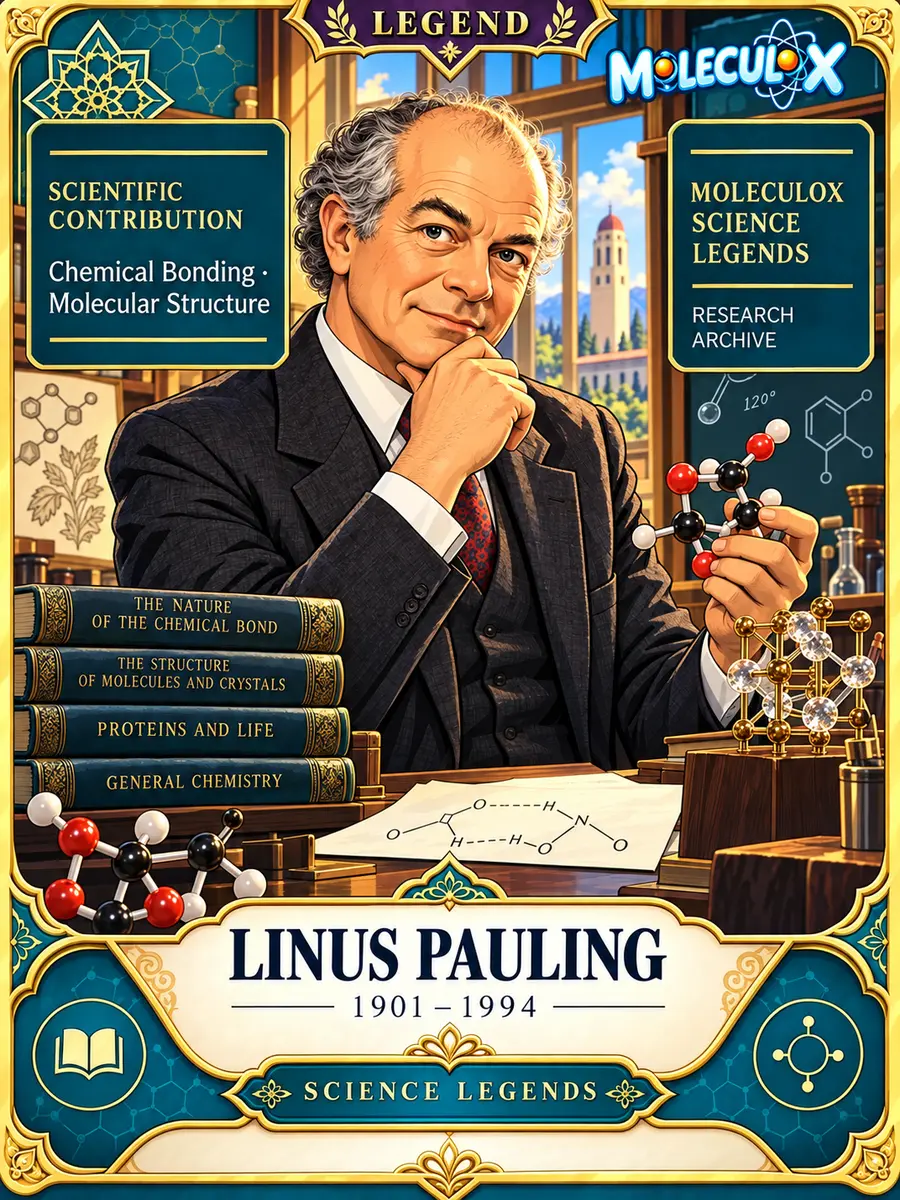 LEGEND
MOLECULOX
SCIENTIFIC
CONTRIBUTION
Chemical Bonding ·
Molecular Structure
MOLECULOX
SCIENCE
LEGENDS
RESEARCH
ARCHIVE
120°
THE NATURE
OF THE CHEMICAL BOND
THE STRUCTURE
OF MOLECULES AND CRYSTALS
PROTEINS AND LIFE
GENERAL CHEMISTRY
O H
O N O
H H O
LINUS PAULING
1901 – 1994
SCIENCE LEGENDS